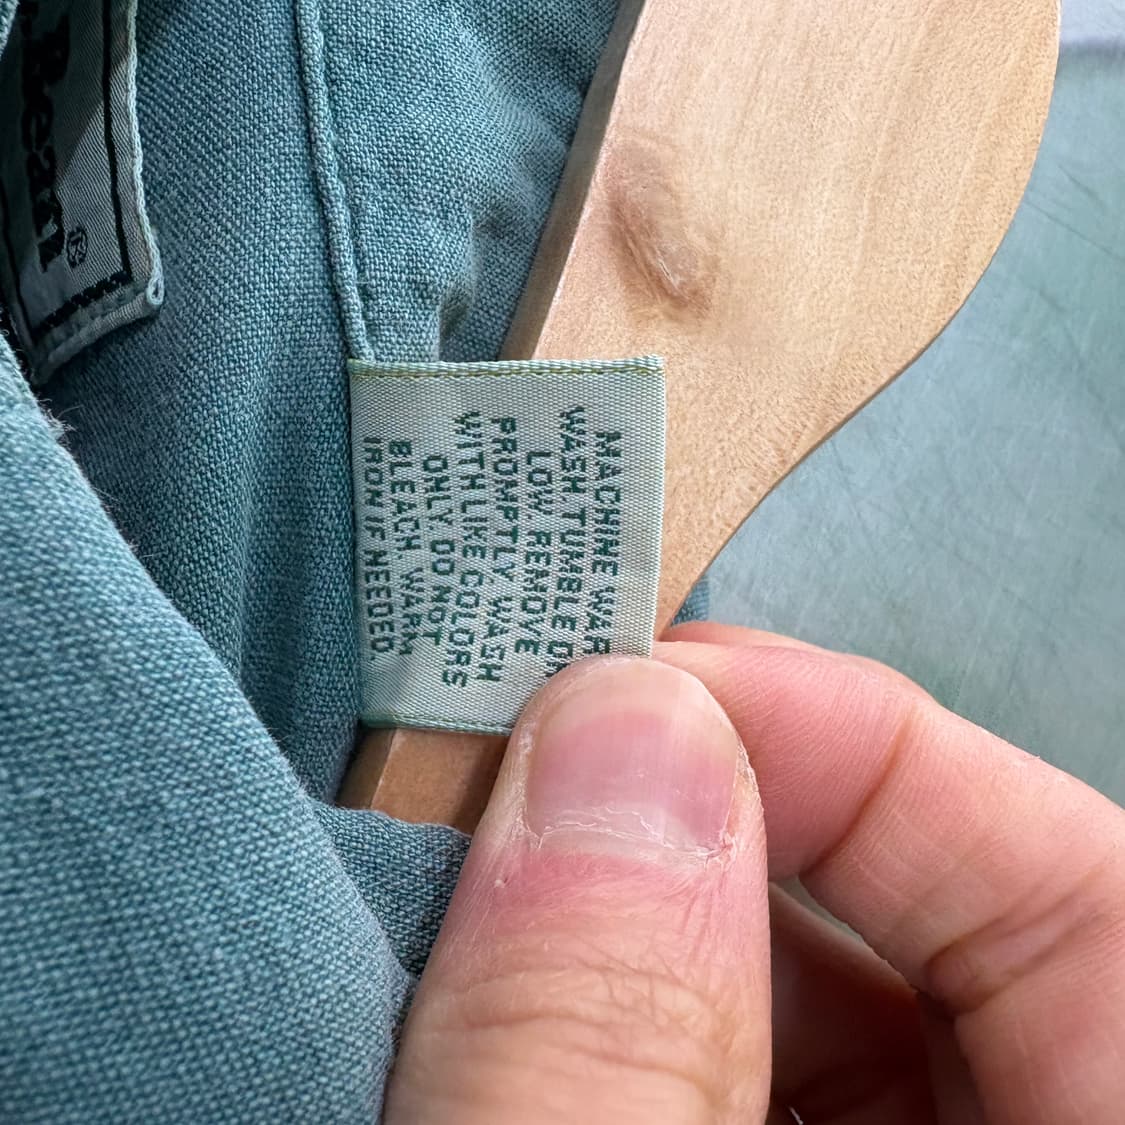 Bean®
MACHINE WAR
WASH TUMBLE DR
LOW. REMOVE
PROMPTLY WASH
WITH LIKE COLORS
ONLY DO NOT
BLEACH WARM
IRON IF NEEDED.